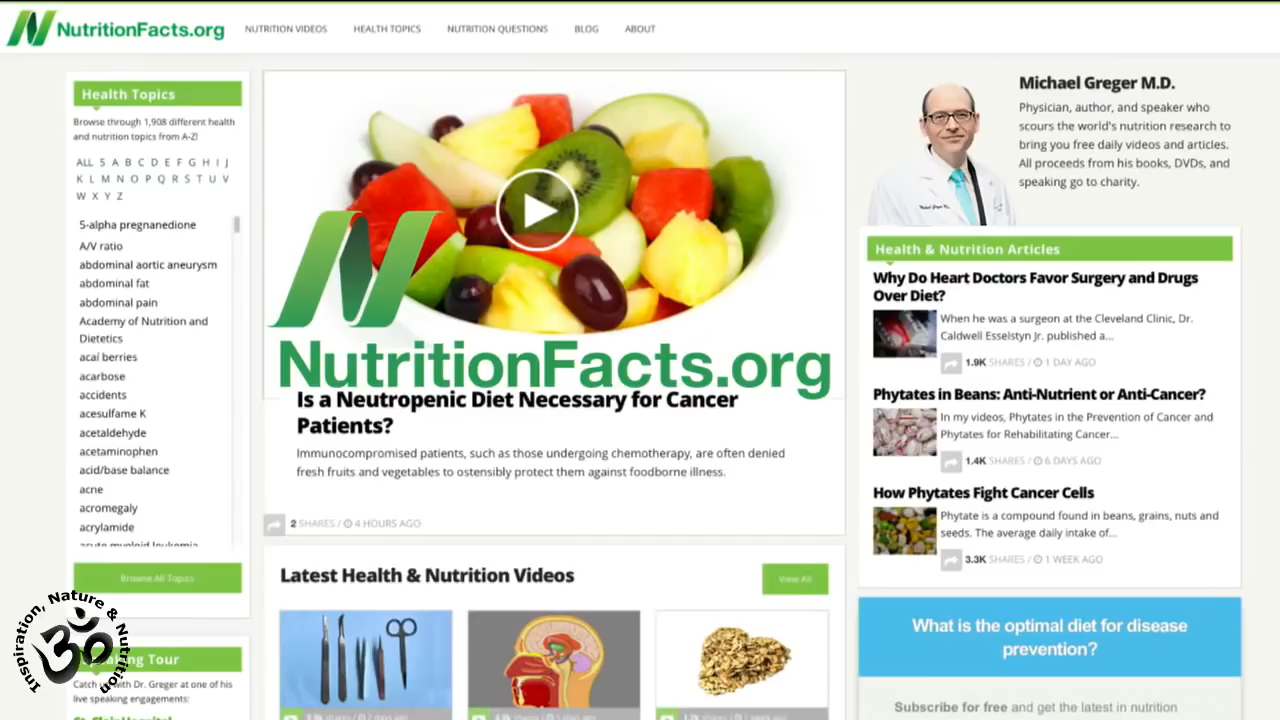 NutritionFacts.org
NUTRITION VIDEOS
HEALTH TOPICS
NUTRITION QUESTIONS
BLOG
ABOUT
Health Topics
Browse through 1,908 different health
and nutrition topics from A-Z!
ALL 5 A B C D E F G H I J
K L M N O P Q R S T U V
W X Y Z
5-alpha pregnanedione
A/V ratio
abdominal aortic aneurysm
abdominal fat
abdominal pain
Academy of Nutrition and
Dietetics
acai berries
acarbose
accidents
acesulfame K
acetaldehyde
acetaminophen
acid/base balance
acne
acromegaly
acrylamide
acute myeloid leukemia
Browse All Topics
Inspiration, Nature & Nutrition
ॐ
Tour
Catch up with Dr. Greger at one of his
live speaking engagements:
St. Clair Hospital
NutritionFacts.org
Is a Neutropenic Diet Necessary for Cancer
Patients?
Immunocompromised patients, such as those undergoing chemotherapy, are often denied
fresh fruits and vegetables to ostensibly protect them against foodborne illness.
2 SHARES / 4 HOURS AGO
Latest Health & Nutrition Videos
View All
Michael Greger M.D.
Physician, author, and speaker who
scours the world's nutrition research to
bring you free daily videos and articles.
All proceeds from his books, DVDs, and
speaking go to charity.
Health & Nutrition Articles
Why Do Heart Doctors Favor Surgery and Drugs
Over Diet?
When he was a surgeon at the Cleveland Clinic, Dr.
Caldwell Esselstyn Jr. published a...
1.9K SHARES / 1 DAY AGO
Phytates in Beans: Anti-Nutrient or Anti-Cancer?
In my videos, Phytates in the Prevention of Cancer and
Phytates for Rehabilitating Cancer...
1.4K SHARES / 6 DAYS AGO
How Phytates Fight Cancer Cells
Phytate is a compound found in beans, grains, nuts and
seeds. The average daily intake of...
3.3K SHARES / 1 WEEK AGO
What is the optimal diet for disease
prevention?
Subscribe for free and get the latest in nutrition